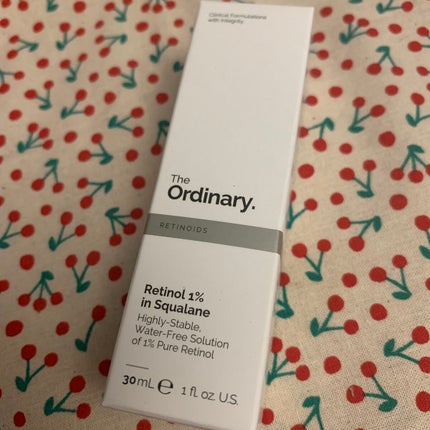 Clinical Formulations
with Integrity
The
Ordinary.
RETINOIDS
Retinol 1%
in Squalane
Highly-Stable,
Water-Free Solution
of 1% Pure Retinol
30mL ℮ 1 fl. oz. U.S.